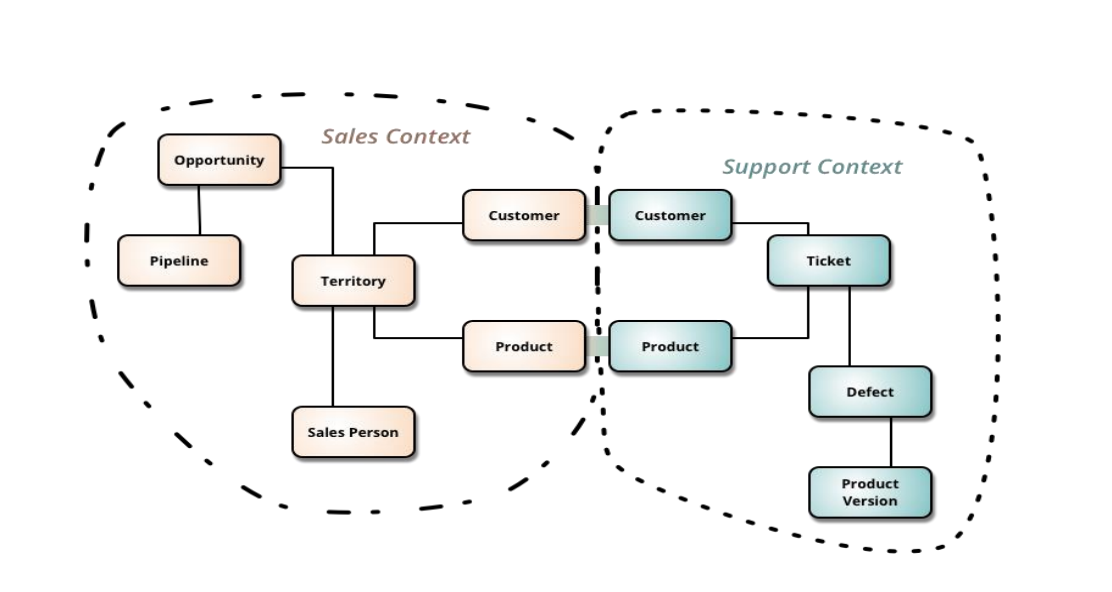 Sales Context
Opportunity
Pipeline
Territory
Sales Person
Customer
Product
Support Context
Customer
Product
Ticket
Defect
Product
Version